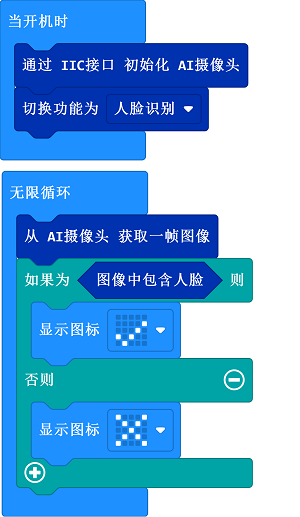 当开机时
通过 IIC接口 初始化 AI摄像头
切换功能为 人脸识别
无限循环
从 AI摄像头 获取一帧图像
如果为 图像中包含人脸 则
显示图标
否则
显示图标